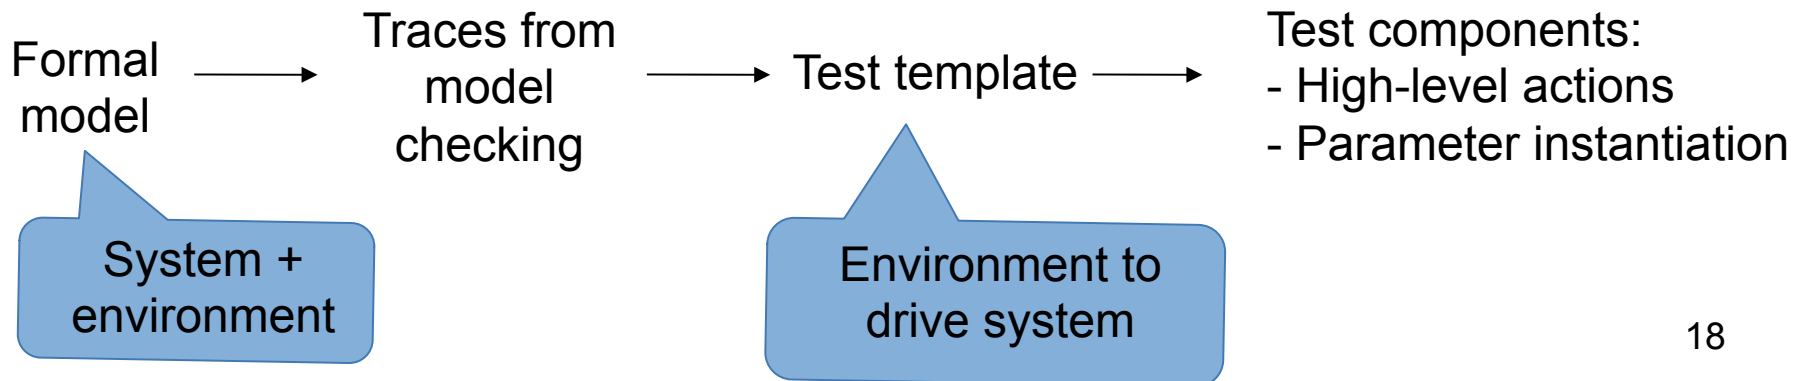 Formal
model
Traces from
model
checking
Test template
Test components:
- High-level actions
- Parameter instantiation
System +
environment
Environment to
drive system
18